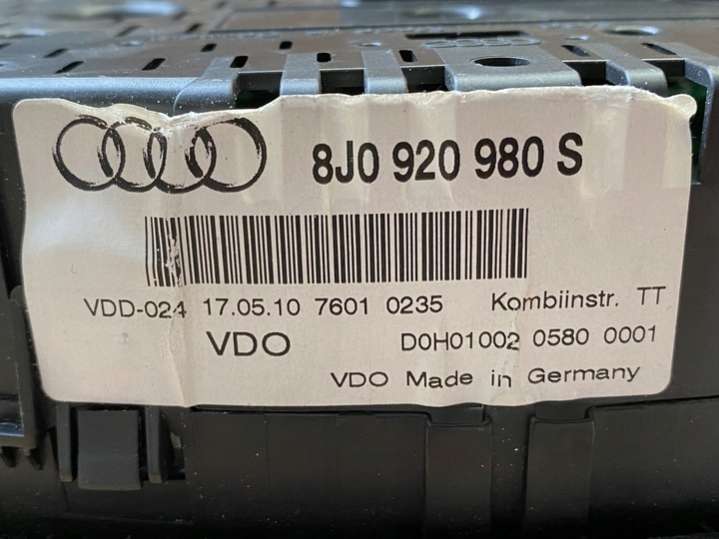 8J0 920 980 S
VDD-024 17.05.10 7601 0235 Kombiinstr. TT
VDO D0H01002 0580 0001
VDO Made in Germany